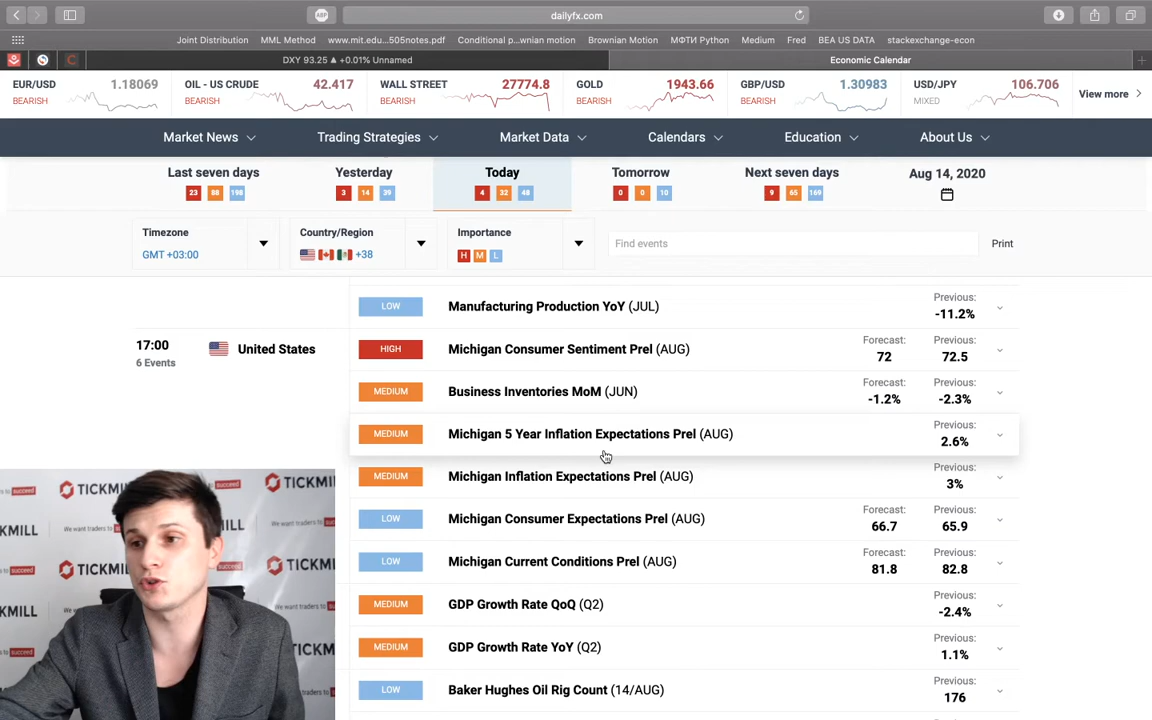 ABP
dailyfx.com
Joint Distribution
MML Method
www.mit.edu...505notes.pdf
Conditional p...wnian motion
Brownian Motion
МФТИ Python
Medium
Fred
BEA US DATA
stackexchange-econ
DXY 93.25 ▲ +0.01% Unnamed
Economic Calendar
EUR/USD 1.18069
BEARISH
OIL - US CRUDE 42.417
BEARISH
WALL STREET 27774.8
BEARISH
GOLD 1943.66
BEARISH
GBP/USD 1.30983
BEARISH
USD/JPY 106.706
MIXED
View more
Market News
Trading Strategies
Market Data
Calendars
Education
About Us
Last seven days
23 88 198
Yesterday
3 14 39
Today
4 32 48
Tomorrow
0 0 10
Next seven days
9 65 169
Aug 14, 2020
Timezone
GMT +03:00
Country/Region
+38
Importance
H M L
Find events
Print
LOW Manufacturing Production YoY (JUL) Previous: -11.2%
17:00 United States
6 Events
HIGH Michigan Consumer Sentiment Prel (AUG) Forecast: 72 Previous: 72.5
MEDIUM Business Inventories MoM (JUN) Forecast: -1.2% Previous: -2.3%
MEDIUM Michigan 5 Year Inflation Expectations Prel (AUG) Previous: 2.6%
MEDIUM Michigan Inflation Expectations Prel (AUG) Previous: 3%
LOW Michigan Consumer Expectations Prel (AUG) Forecast: 66.7 Previous: 65.9
LOW Michigan Current Conditions Prel (AUG) Forecast: 81.8 Previous: 82.8
MEDIUM GDP Growth Rate QoQ (Q2) Previous: -2.4%
MEDIUM GDP Growth Rate YoY (Q2) Previous: 1.1%
LOW Baker Hughes Oil Rig Count (14/AUG) Previous: 176
TICKMILL
We want traders to succeed